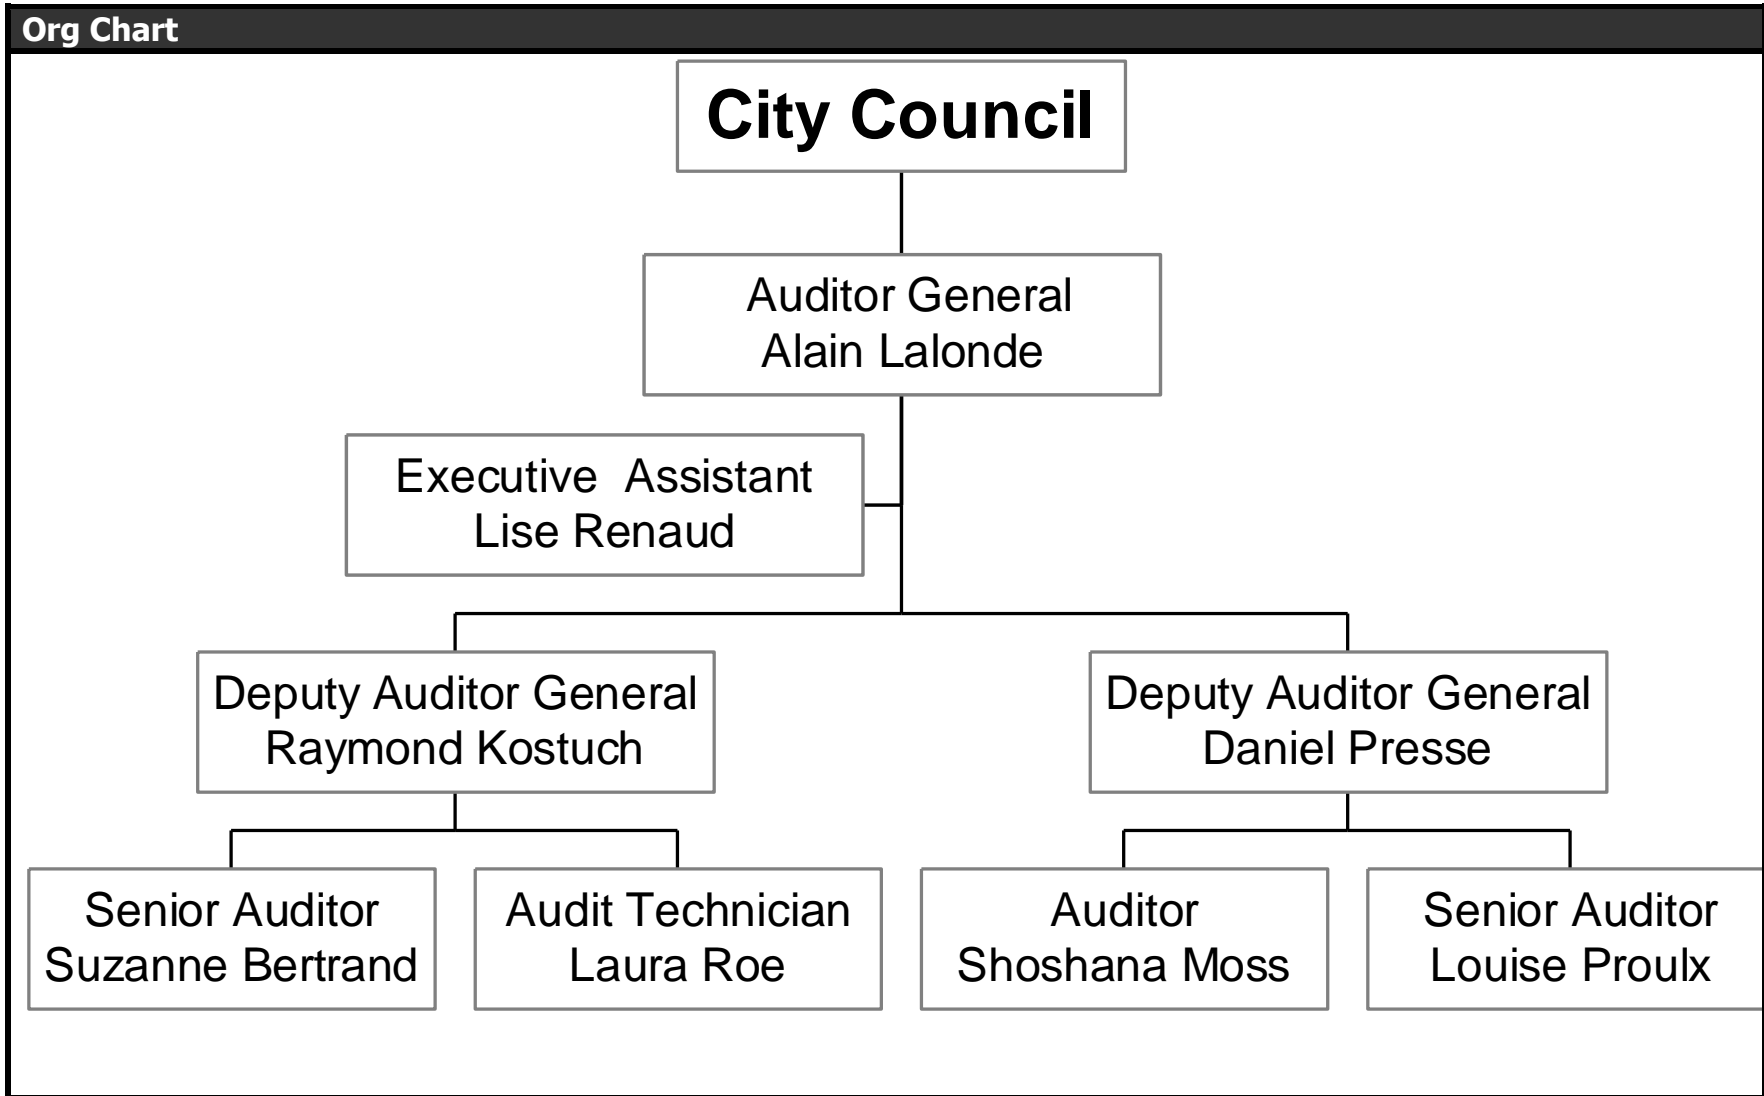 Org Chart
City Council
Auditor General
Alain Lalonde
Executive  Assistant
Lise Renaud
Deputy Auditor General
Raymond Kostuch
Deputy Auditor General
Daniel Presse
Senior Auditor
Suzanne Bertrand
Audit Technician
Laura Roe
Auditor
Shoshana Moss
Senior Auditor
Louise Proulx